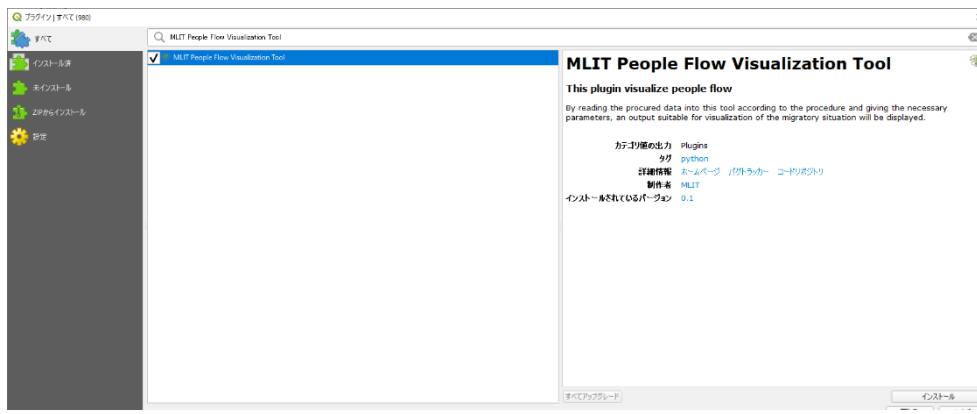 プラグイン | すべて (980)
すべて
MLIT People Flow Visualization Tool
インストール済
未インストール
ZIPからインストール
設定
MLIT People Flow Visualization Tool
MLIT People Flow Visualization Tool
This plugin visualize people flow
By reading the procured data into this tool according to the procedure and giving the necessary
parameters, an output suitable for visualization of the migratory situation will be displayed.
カテゴリ値の出力 Plugins
タグ python
詳細情報 ホームページ バグトラッカー コードリポジトリ
制作者 MLIT
インストールされているバージョン 0.1
すべてアップグレード
インストール